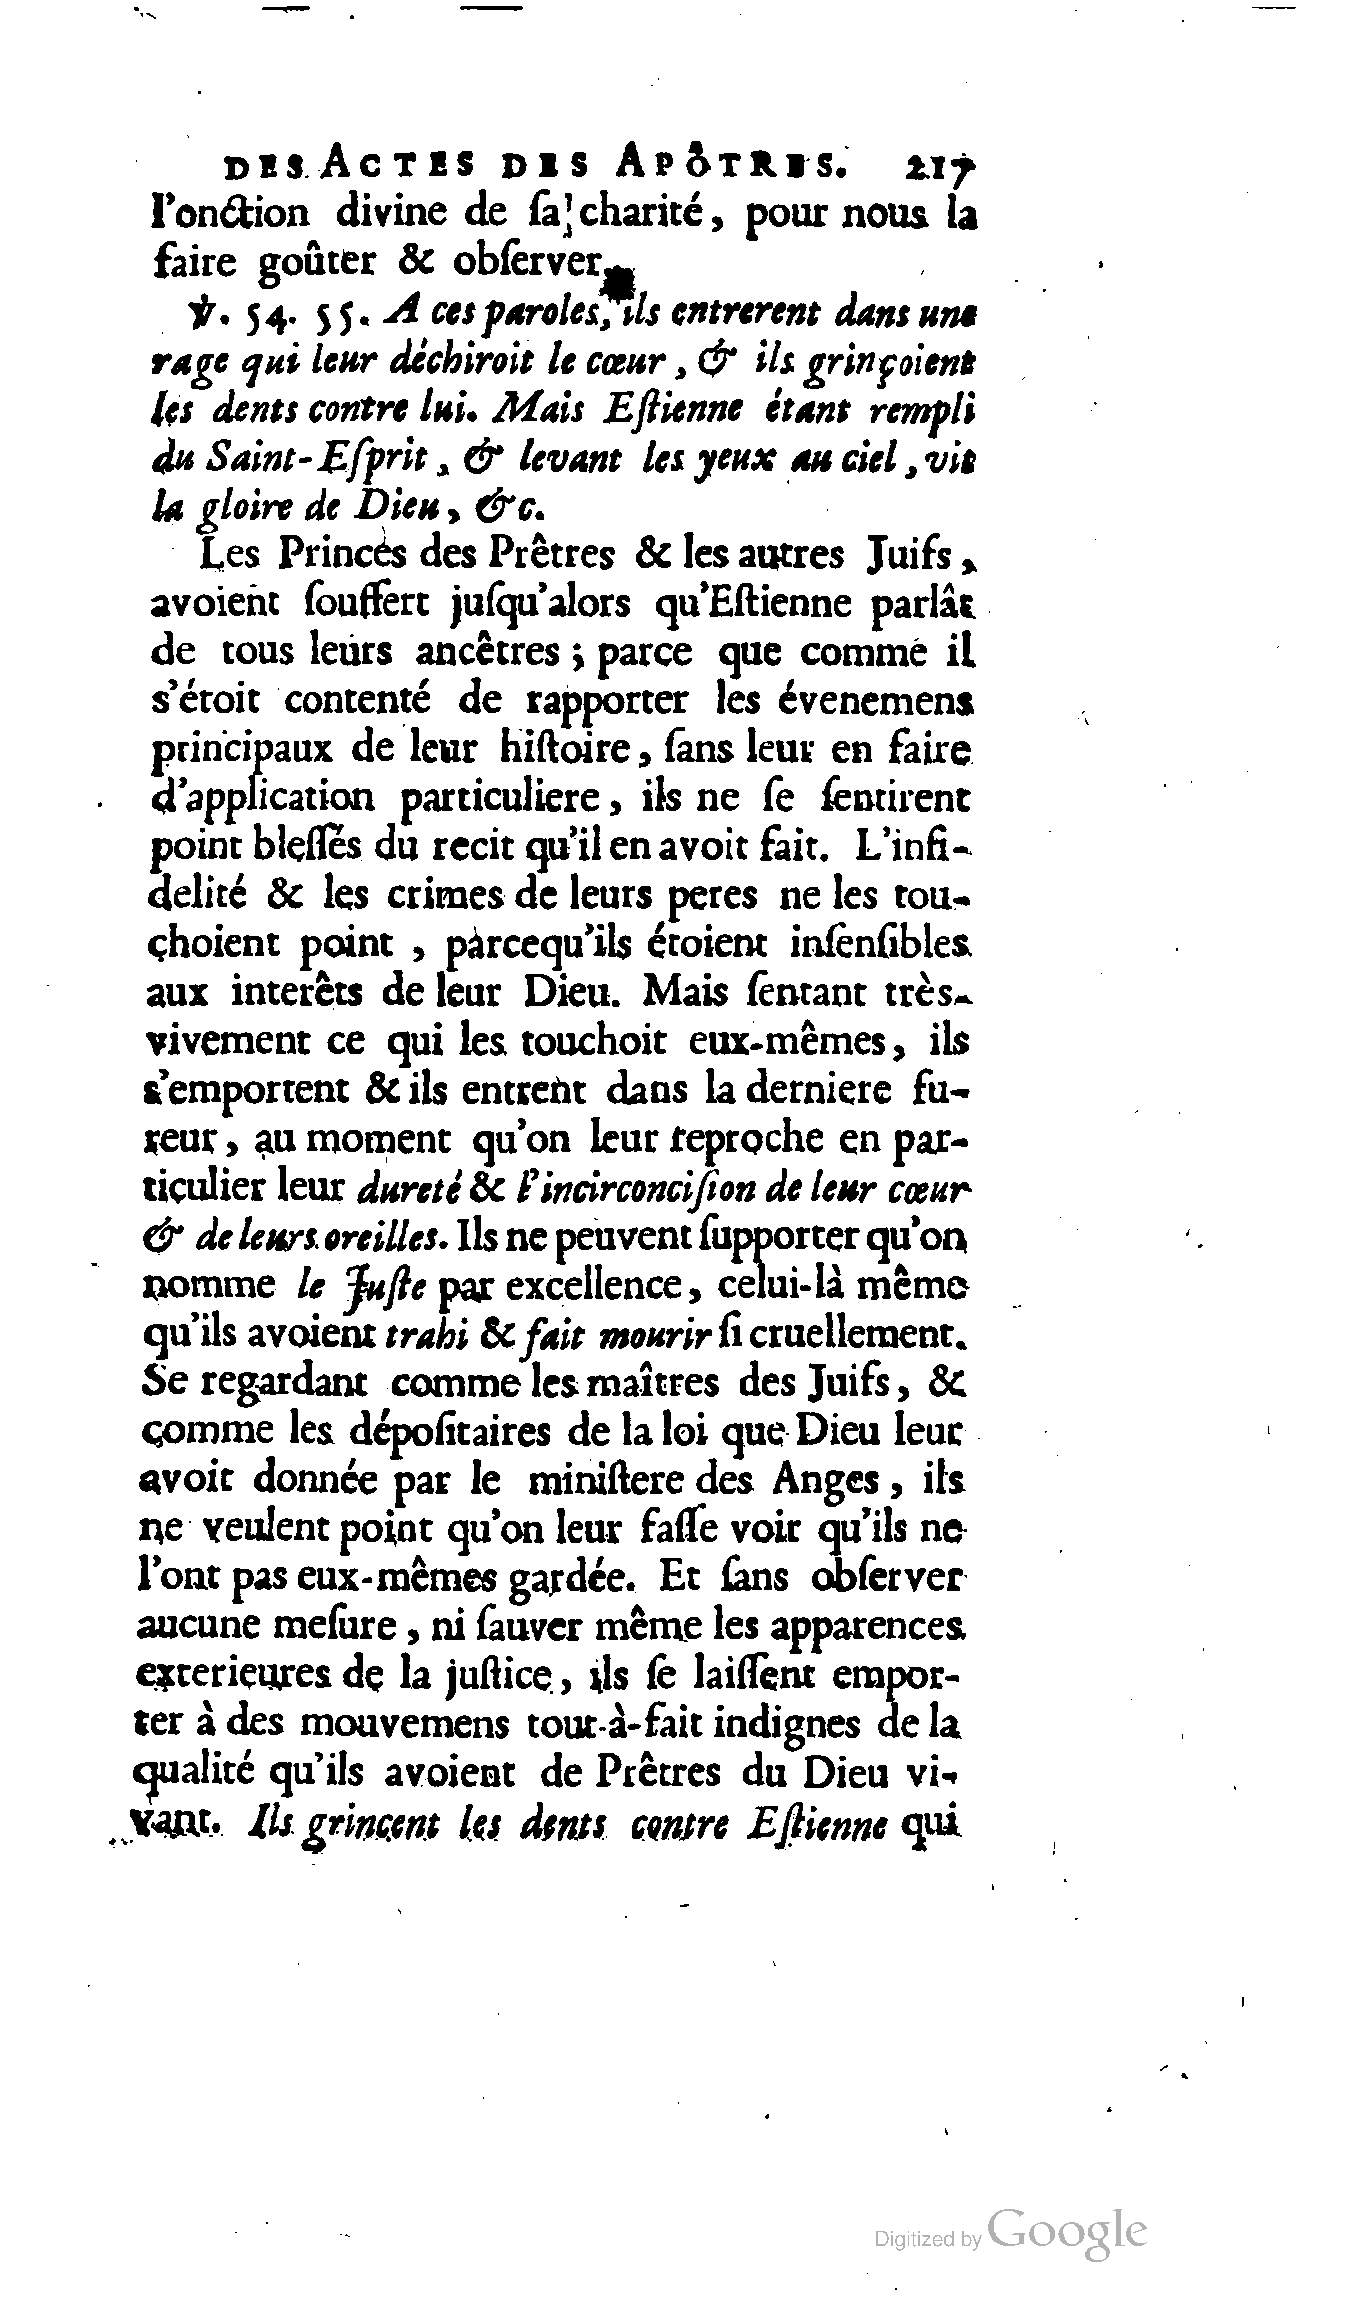 DES ACTES DES APÔTRES. 217
l'onction divine de ſa charité, pour nous la
faire goûter & obſerver.
℣. 54. 55. A ces paroles, ils entrerent dans une
rage qui leur déchiroit le cœur, & ils grinçoient
les dents contre lui. Mais Eſtienne étant rempli
du Saint-Eſprit, & levant les yeux au ciel, vit
la gloire de Dieu, &c.
Les Princes des Prêtres & les autres Juifs,
avoient ſouffert juſqu'alors qu'Eſtienne parlât
de tous leurs ancêtres ; parce que comme il
s'étoit contenté de rapporter les évenemens
principaux de leur hiſtoire, ſans leur en faire
d'application particuliere, ils ne ſe ſentirent
point bleſſés du recit qu'il en avoit fait. L'infi-
delité & les crimes de leurs peres ne les tou-
choient point, parcequ'ils étoient inſenſibles
aux interêts de leur Dieu. Mais ſentant très-
vivement ce qui les touchoit eux-mêmes, ils
s'emportent & ils entrent dans la derniere fu-
reur, au moment qu'on leur reproche en par-
ticulier leur dureté & l'incirconciſion de leur cœur
& de leurs oreilles. Ils ne peuvent ſupporter qu'on
nomme le Juſte par excellence, celui-là même
qu'ils avoient trahi & fait mourir ſi cruellement.
Se regardant comme les maîtres des Juifs, &
comme les dépoſitaires de la loi que Dieu leur
avoit donnée par le miniſtere des Anges, ils
ne veulent point qu'on leur faſſe voir qu'ils ne
l'ont pas eux-mêmes gardée. Et ſans obſerver
aucune meſure, ni ſauver même les apparences
exterieures de la juſtice, ils ſe laiſſent empor-
ter à des mouvemens tout-à-fait indignes de la
qualité qu'ils avoient de Prêtres du Dieu vi-
vant. Ils grincent les dents contre Eſtienne qui
Digitized by Google